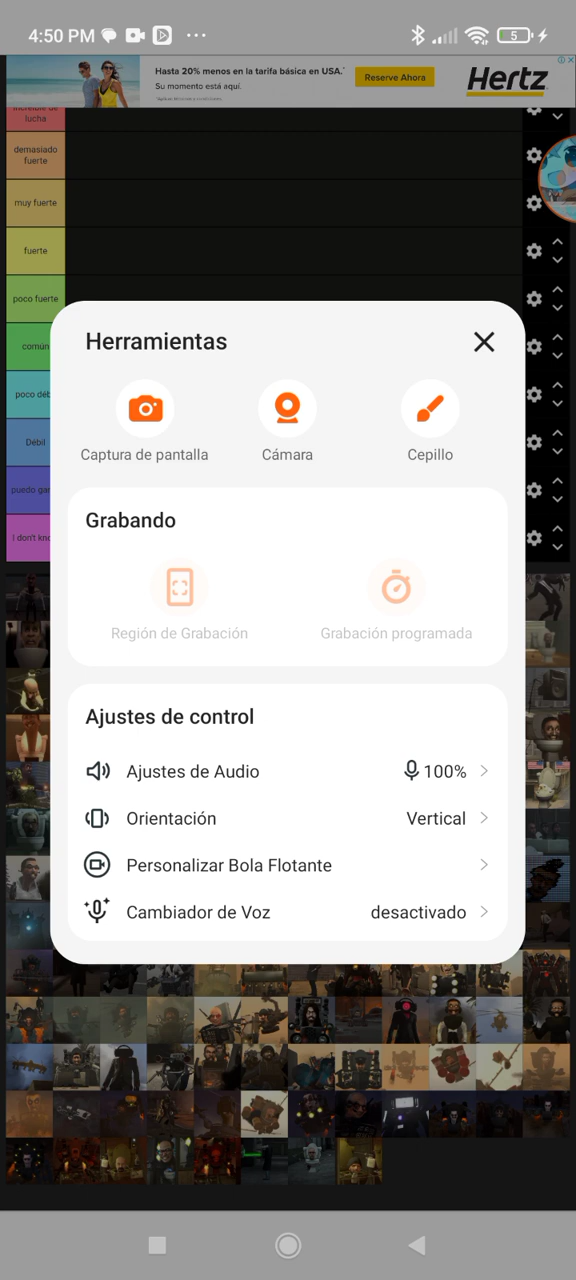 4:50 PM
5
Hasta 20% menos en la tarifa básica en USA.*
Su momento está aquí.
Reserve Ahora
Hertz
increíble de
lucha
demasiado
fuerte
muy fuerte
fuerte
poco fuerte
comun
poco déb
Débil
puedo gan
I don't kno
Herramientas
Captura de pantalla
Cámara
Cepillo
Grabando
Región de Grabación
Grabación programada
Ajustes de control
Ajustes de Audio
100%
Orientación
Vertical
Personalizar Bola Flotante
Cambiador de Voz
desactivado